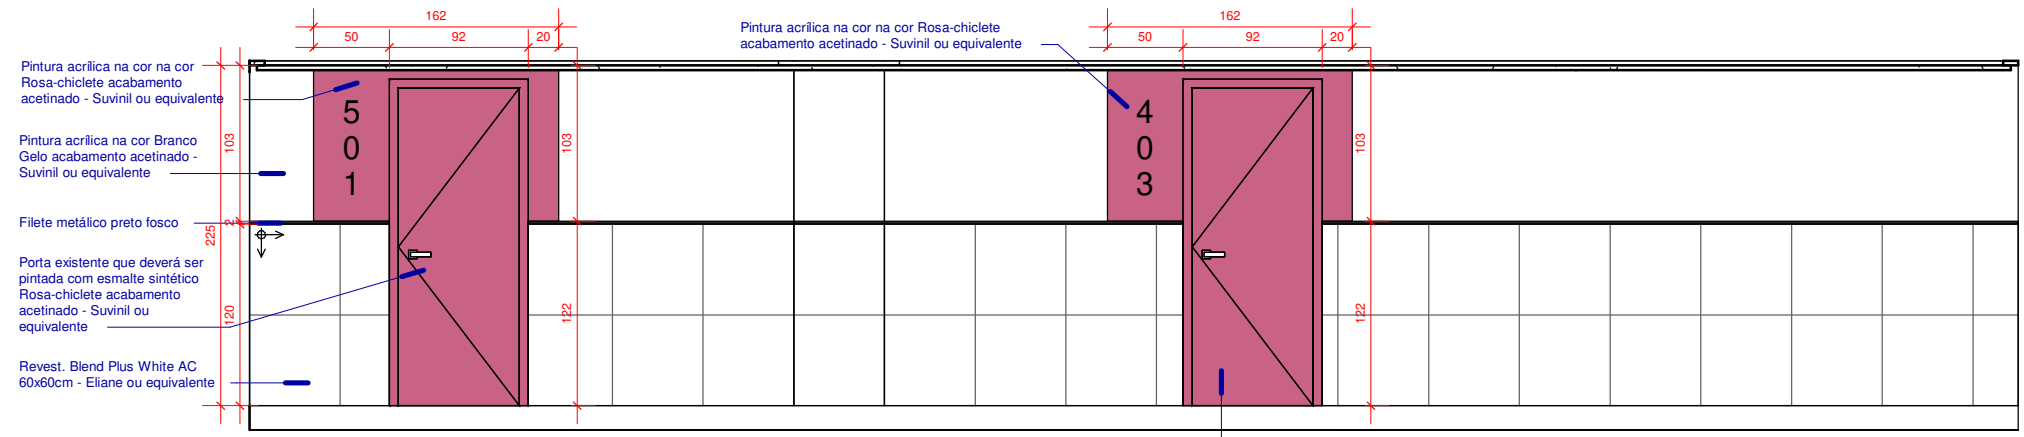 162
50
92
20
Pintura acrílica na cor na cor Rosa-chiclete
acabamento acetinado - Suvinil ou equivalente
162
50
92
20
Pintura acrílica na cor na cor
Rosa-chiclete acabamento
acetinado - Suvinil ou equivalente
Pintura acrílica na cor Branco
Gelo acabamento acetinado -
Suvinil ou equivalente
Filete metálico preto fosco
Porta existente que deverá ser
pintada com esmalte sintético
Rosa-chiclete acabamento
acetinado - Suvinil ou
equivalente
Revest. Blend Plus White AC
60x60cm - Eliane ou equivalente
225
103
2
120
5
0
1
103
122
4
0
3
103
122